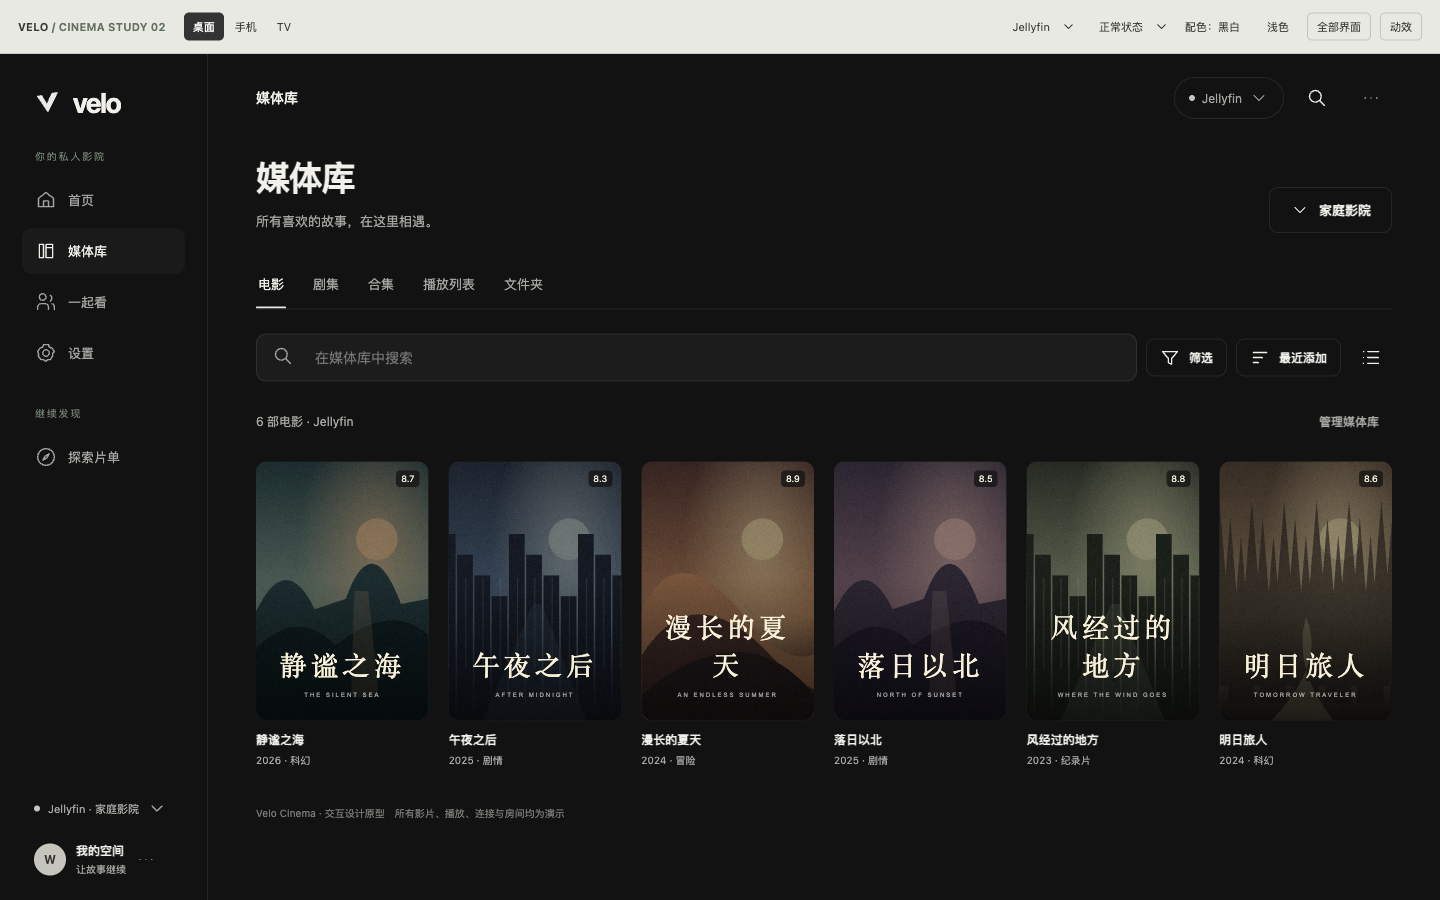 VELO / CINEMA STUDY 02
桌面
手机
TV
Jellyfin
正常状态
配色：黑白
浅色
全部界面
动效
velo
你的私人影院
首页
媒体库
一起看
设置
继续发现
探索片单
Jellyfin · 家庭影院
W
我的空间
让故事继续
媒体库
Jellyfin
媒体库
所有喜欢的故事，在这里相遇。
家庭影院
电影
剧集
合集
播放列表
文件夹
在媒体库中搜索
筛选
最近添加
6 部电影 · Jellyfin
管理媒体库
8.7
静谧之海
THE SILENT SEA
静谧之海
2026 · 科幻
8.3
午夜之后
AFTER MIDNIGHT
午夜之后
2025 · 剧情
8.9
漫长的夏
天
AN ENDLESS SUMMER
漫长的夏天
2024 · 冒险
8.5
落日以北
NORTH OF SUNSET
落日以北
2025 · 剧情
8.8
风经过的
地方
WHERE THE WIND GOES
风经过的地方
2023 · 纪录片
8.6
明日旅人
TOMORROW TRAVELER
明日旅人
2024 · 科幻
Velo Cinema · 交互设计原型 所有影片、播放、连接与房间均为演示